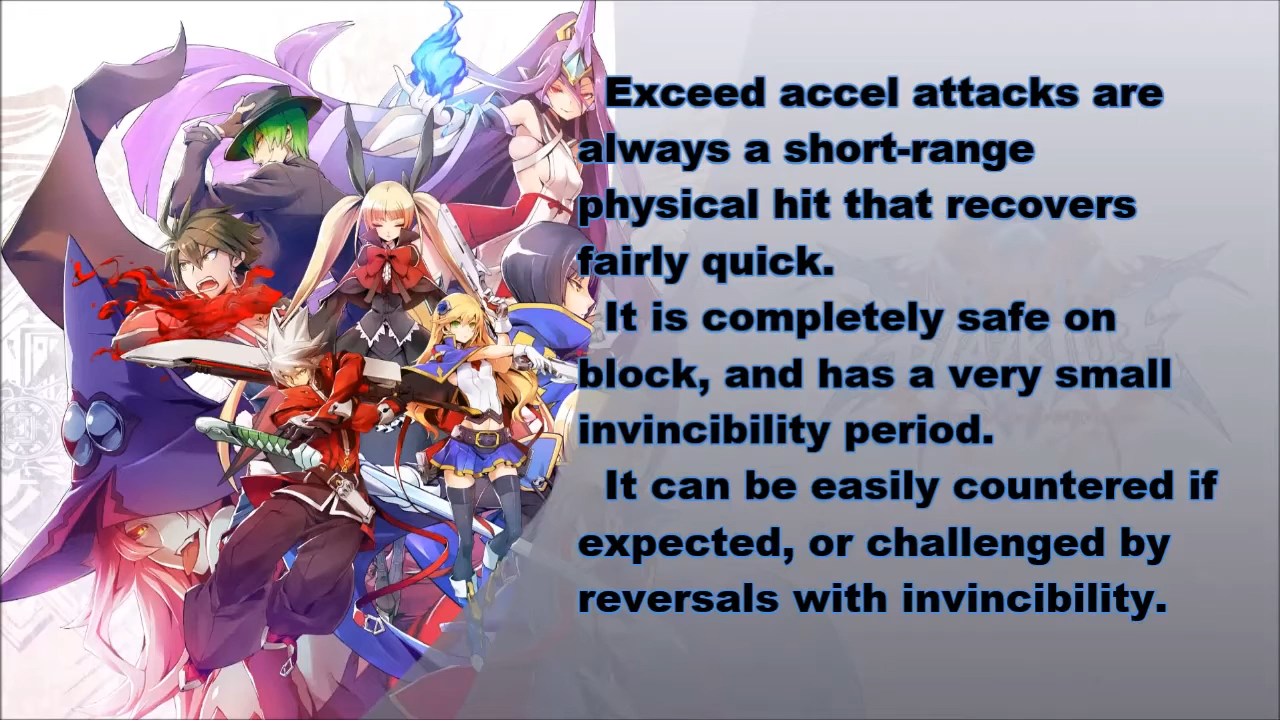 Exceed accel attacks are
always a short-range
physical hit that recovers
fairly quick.
It is completely safe on
block, and has a very small
invincibility period.
It can be easily countered if
expected, or challenged by
reversals with invincibility.